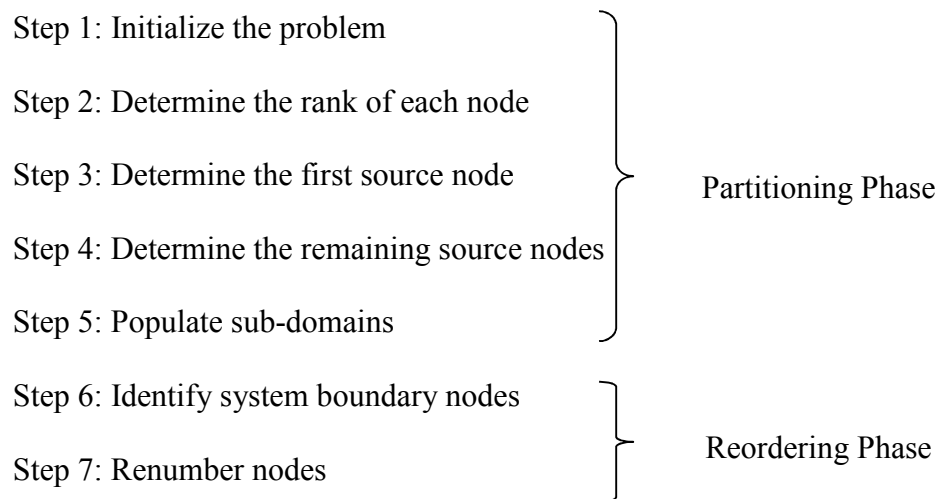 Step 1: Initialize the problem
Step 2: Determine the rank of each node
Step 3: Determine the first source node
Partitioning Phase
Step 4: Determine the remaining source nodes
Step 5: Populate sub-domains
Step 6: Identify system boundary nodes
Reordering Phase
Step 7: Renumber nodes